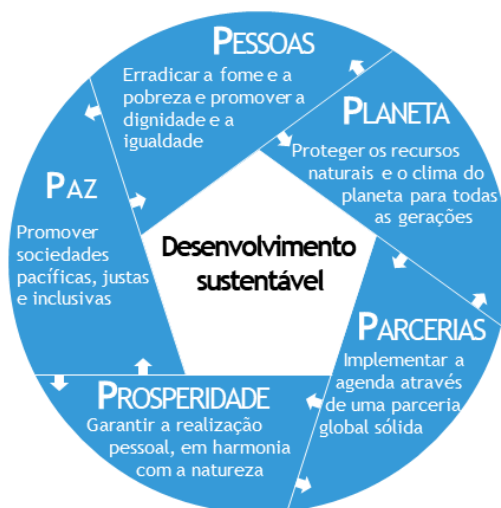 PESSOAS
Erradicar a fome e a
pobreza e promover a
dignidade e a
igualdade
PLANETA
Proteger os recursos
naturais e o clima do
planeta para todas
as gerações
PARCERIAS
Implementar a
agenda através
de uma parceria
global sólida
PROSPERIDADE
Garantir a realização
pessoal, em harmonia
com a natureza
PAZ
Promover
sociedades
pacíficas, justas
e inclusivas
Desenvolvimento
sustentável